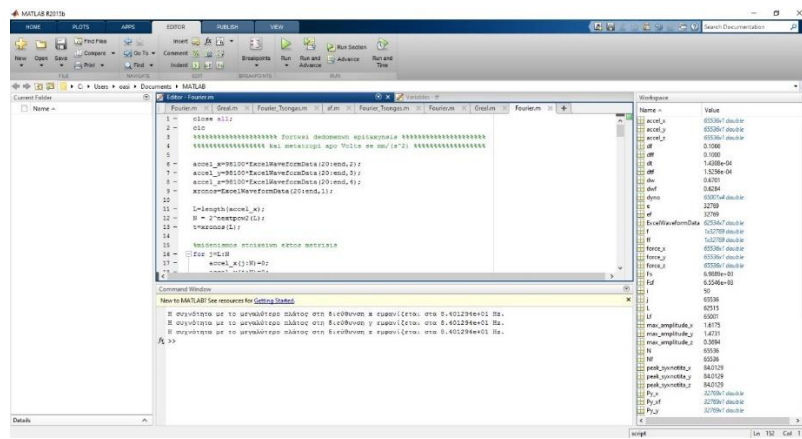 MATLAB R2015b
HOME PLOTS APPS EDITOR PUBLISH VIEW
Search Documentation
New Open Save Find Files Compare Print Go To Find Insert Comment Indent Breakpoints Run Run and Advance Run Section Advance Run and Time
FILE NAVIGATE EDIT BREAKPOINTS RUN
C: Users Documents MATLAB
Current Folder
Name
Details
Editor - Fourier.m
Variables - e
Fourier.m Greal.m Fourier_Tsongas.m af.m Fourier_Tsongas.m Fourier.m Greal.m Fourier.m
1 close all;
2 clc
3 %%%%%%%%%%%%%%%%%%%% fortosi dedomenwn epitaxynsis %%%%%%%%%%%%%%%%%%%%
4 %%%%%%%%%%%%%%%%%% kai metatropi apo Volts se mm/(s^2) %%%%%%%%%%%%%%%%%%
5
6 accel_x=98100*ExcelWaveformData(20:end,2);
7 accel_y=98100*ExcelWaveformData(20:end,3);
8 accel_z=98100*ExcelWaveformData(20:end,4);
9 xronos=ExcelWaveformData(20:end,1);
10
11 L=length(accel_x);
12 N = 2^nextpow2(L);
13 t=xronos(L);
14
15 %midenismos stoixeiwn ektos metrisis
16 for j=L:N
17 accel_x(j:N)=0;
Command Window
New to MATLAB? See resources for Getting Started.
Η συχνότητα με το μεγαλύτερο πλάτος στη διεύθυνση x εμφανίζεται στα 8.401294e+01 Hz.
Η συχνότητα με το μεγαλύτερο πλάτος στη διεύθυνση y εμφανίζεται στα 8.401294e+01 Hz.
Η συχνότητα με το μεγαλύτερο πλάτος στη διεύθυνση z εμφανίζεται στα 8.401294e+01 Hz.
fx >>
Workspace
Name Value
accel_x 65536x1 double
accel_y 65536x1 double
accel_z 65536x1 double
df 0.1066
dff 0.1000
dt 1.4308e-04
dtf 1.5256e-04
dw 0.6701
dwf 0.6284
dyno 65001x4 double
e 32769
ef 32769
ExcelWaveformData 62534x7 double
f 1x32769 double
ff 1x32769 double
force_x 65536x1 double
force_y 65536x1 double
force_z 65536x1 double
Fs 6.9889e+03
Fsf 6.5546e+03
i 50
j 65536
L 62515
Lf 65001
max_amplitude_x 1.6175
max_amplitude_y 1.4731
max_amplitude_z 0.3694
N 65536
Nf 65536
peak_syxnotita_x 84.0129
peak_syxnotita_y 84.0129
peak_syxnotita_z 84.0129
Py_x 32769x1 double
Py_xf 32769x1 double
Py_y 32769x1 double
script Ln 152 Col 1